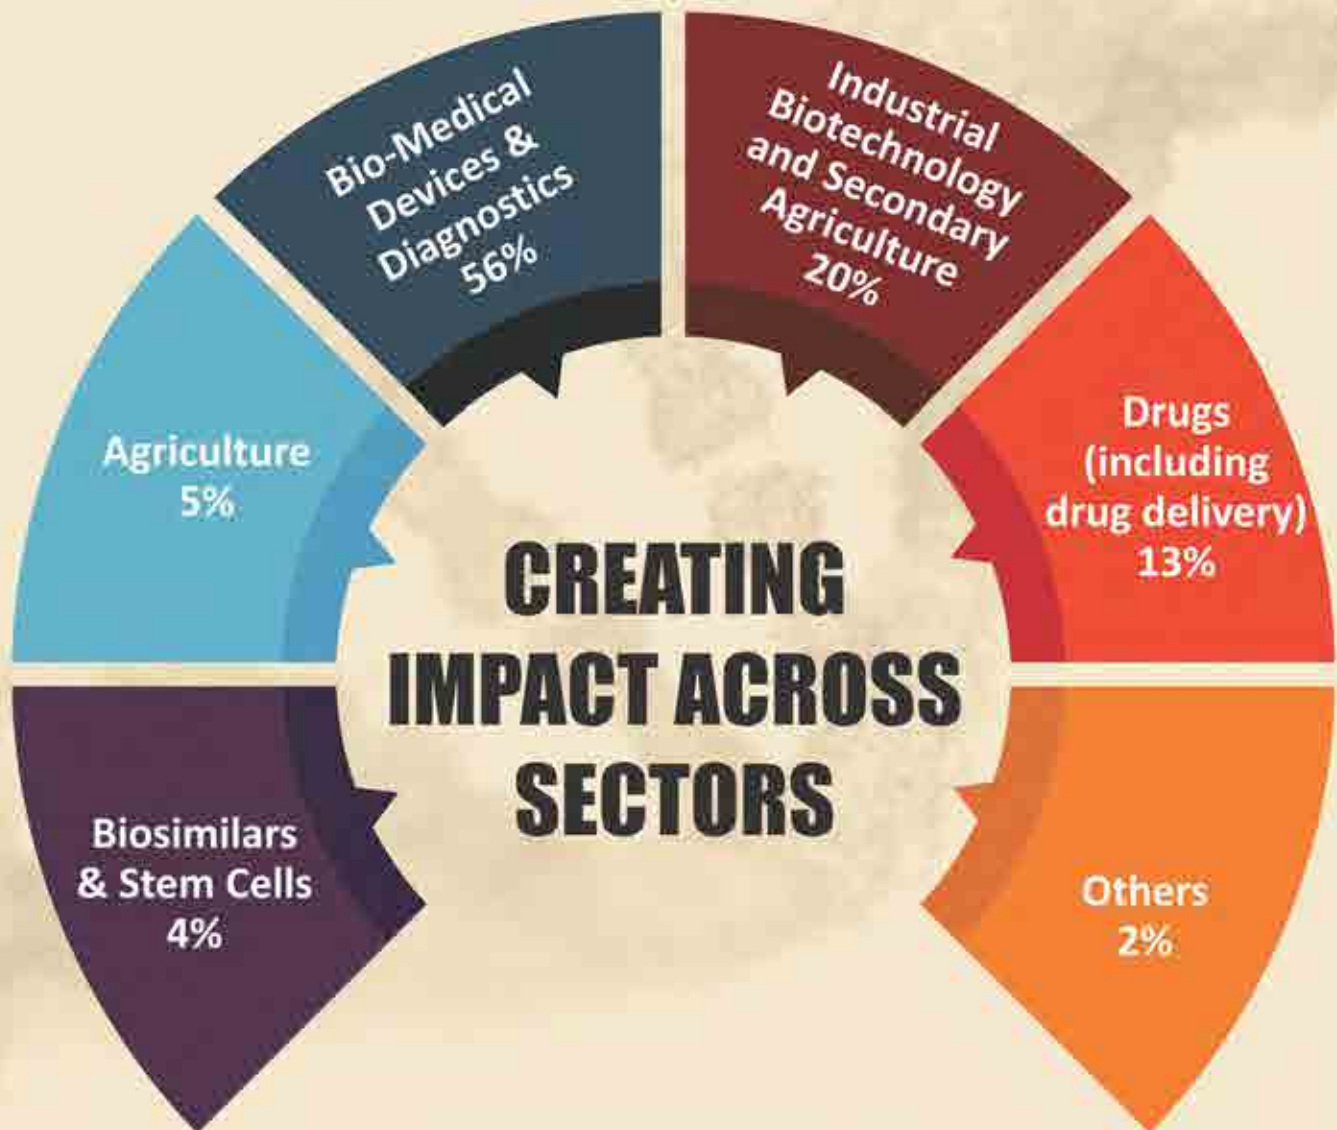 Bio-Medical
Devices &
Diagnostics
56%
Industrial
Biotechnology
and Secondary
Agriculture
20%
Agriculture
5%
Drugs
(including
drug delivery)
13%
CREATING
IMPACT ACROSS
SECTORS
Biosimilars
& Stem Cells
4%
Others
2%